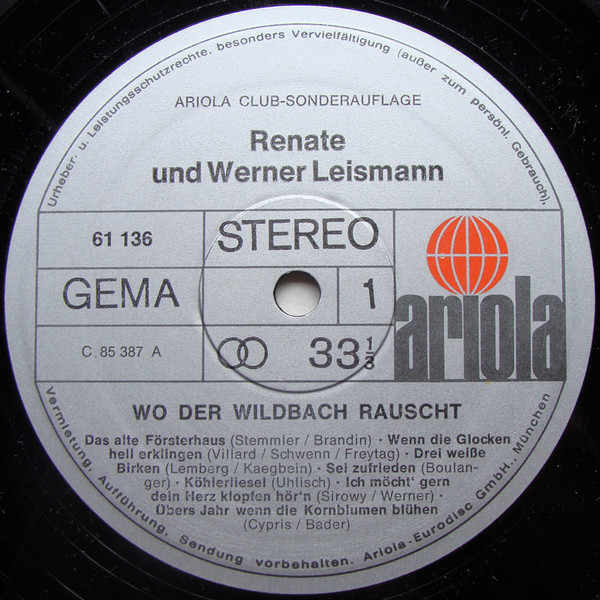 Urheber. u. Leistungsschutzrechte, besonders Vervielfältigung (außer zum persönl. Gebrauch),
ARIOLA CLUB-SONDERAUFLAGE
Renate
und Werner Leismann
61 136
STEREO
GEMA
1
C. 85 387 A
33 1/3
ariola
WO DER WILDBACH RAUSCHT
Das alte Försterhaus (Stemmler / Brandin) · Wenn die Glocken
hell erklingen (Villard / Schwenn / Freytag) · Drei weiße
Birken (Lemberg / Kaegbein) · Sei zufrieden (Boulan-
ger) · Köhlerliesel (Uhlisch) · Ich möcht' gern
dein Herz klopfen hör'n (Sirowy / Werner) ·
Übers Jahr wenn die Kornblumen blühen
(Cypris / Bader)
Vermietung, Aufführung, Sendung vorbehalten. Ariola-Eurodisc GmbH., München